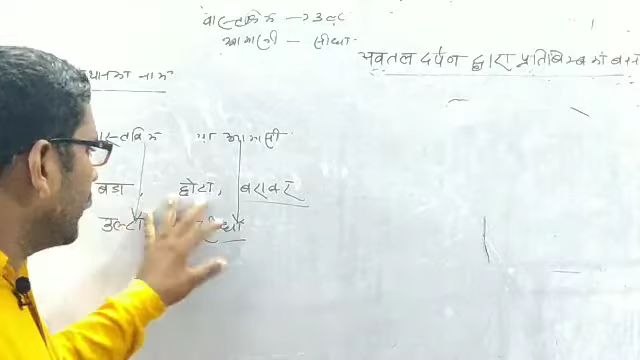 वास्तविक → उल्टा
आभासी — सीधा
अवतल दर्पण द्वारा प्रतिबिम्ब का बनना
वास्तविक या आभासी
बडा, छोटा, बराबर
उल्टा